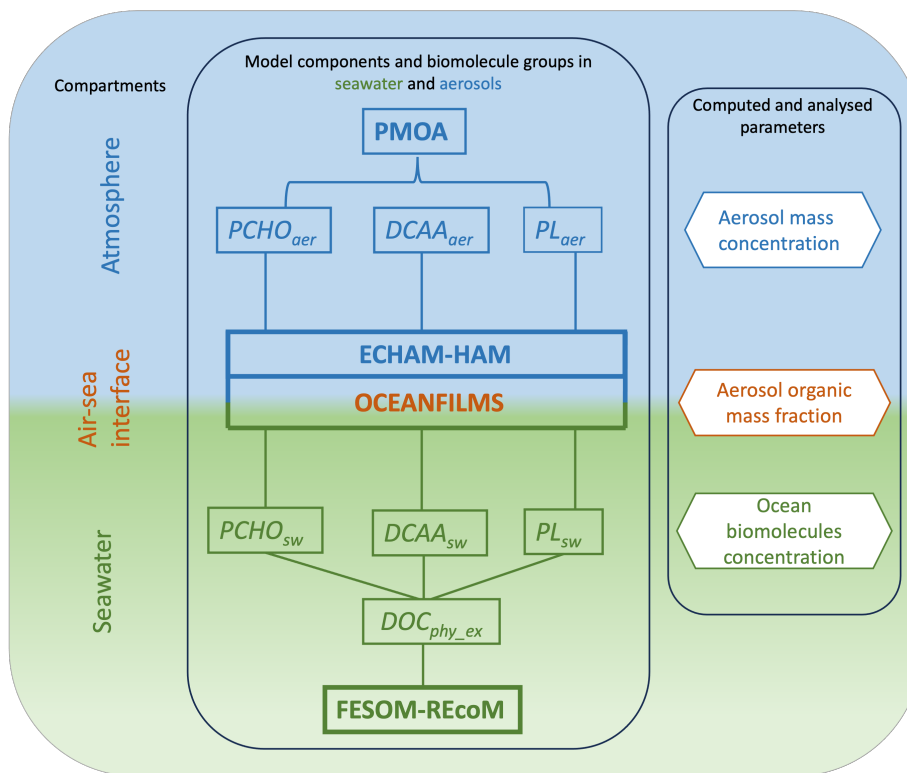 Compartments
Model components and biomolecule groups in
seawater and aerosols
Computed and analysed
parameters
Atmosphere
PMOA
PCHOaer
DCAAaer
PLaer
Aerosol mass
concentration
ECHAM-HAM
Air-sea
interface
OCEANFILMS
Aerosol organic
mass fraction
Seawater
PCHOsw
DCAAsw
PLsw
Ocean
biomolecules
concentration
DOCphy_ex
FESOM-REcoM